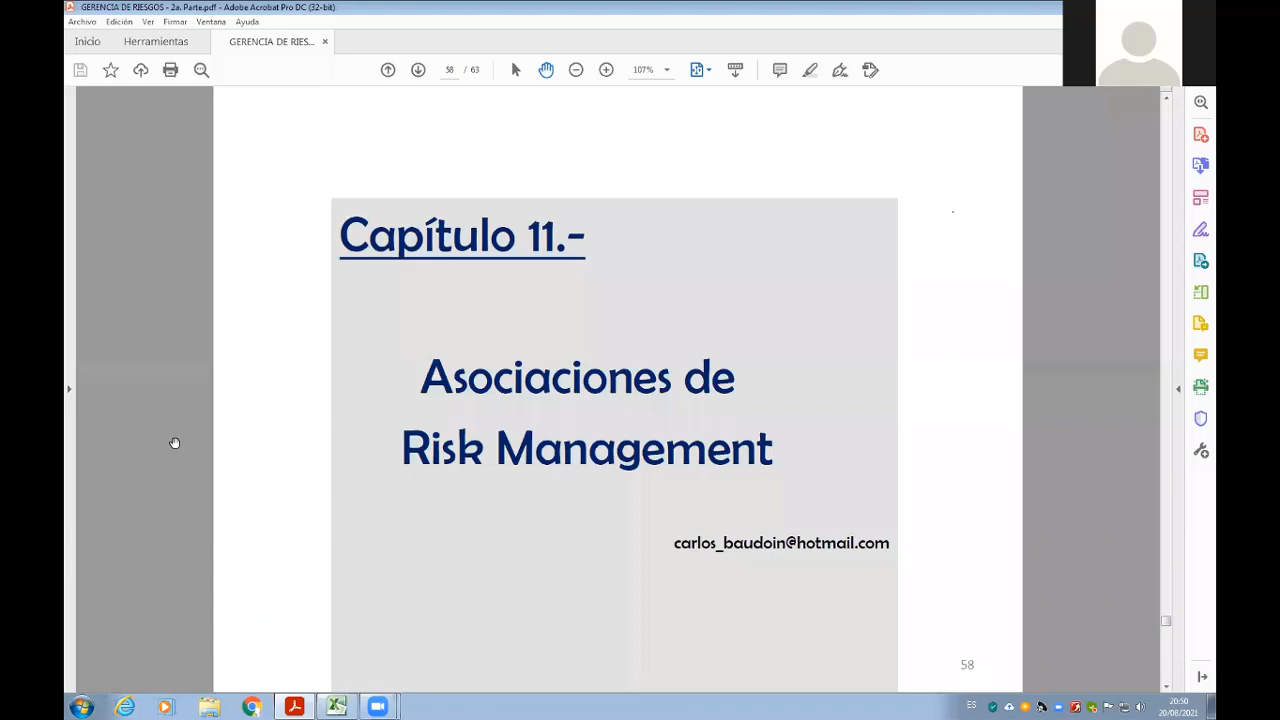 GERENCIA DE RIESGOS - 2a. Parte.pdf - Adobe Acrobat Pro DC (32-bit)
Archivo Edición Ver Firmar Ventana Ayuda
Inicio Herramientas GERENCIA DE RIES... ×
58 / 63 107%
Capítulo 11.-
Asociaciones de
Risk Management
carlos_baudoin@hotmail.com
58
ES 20:50
20/08/2021